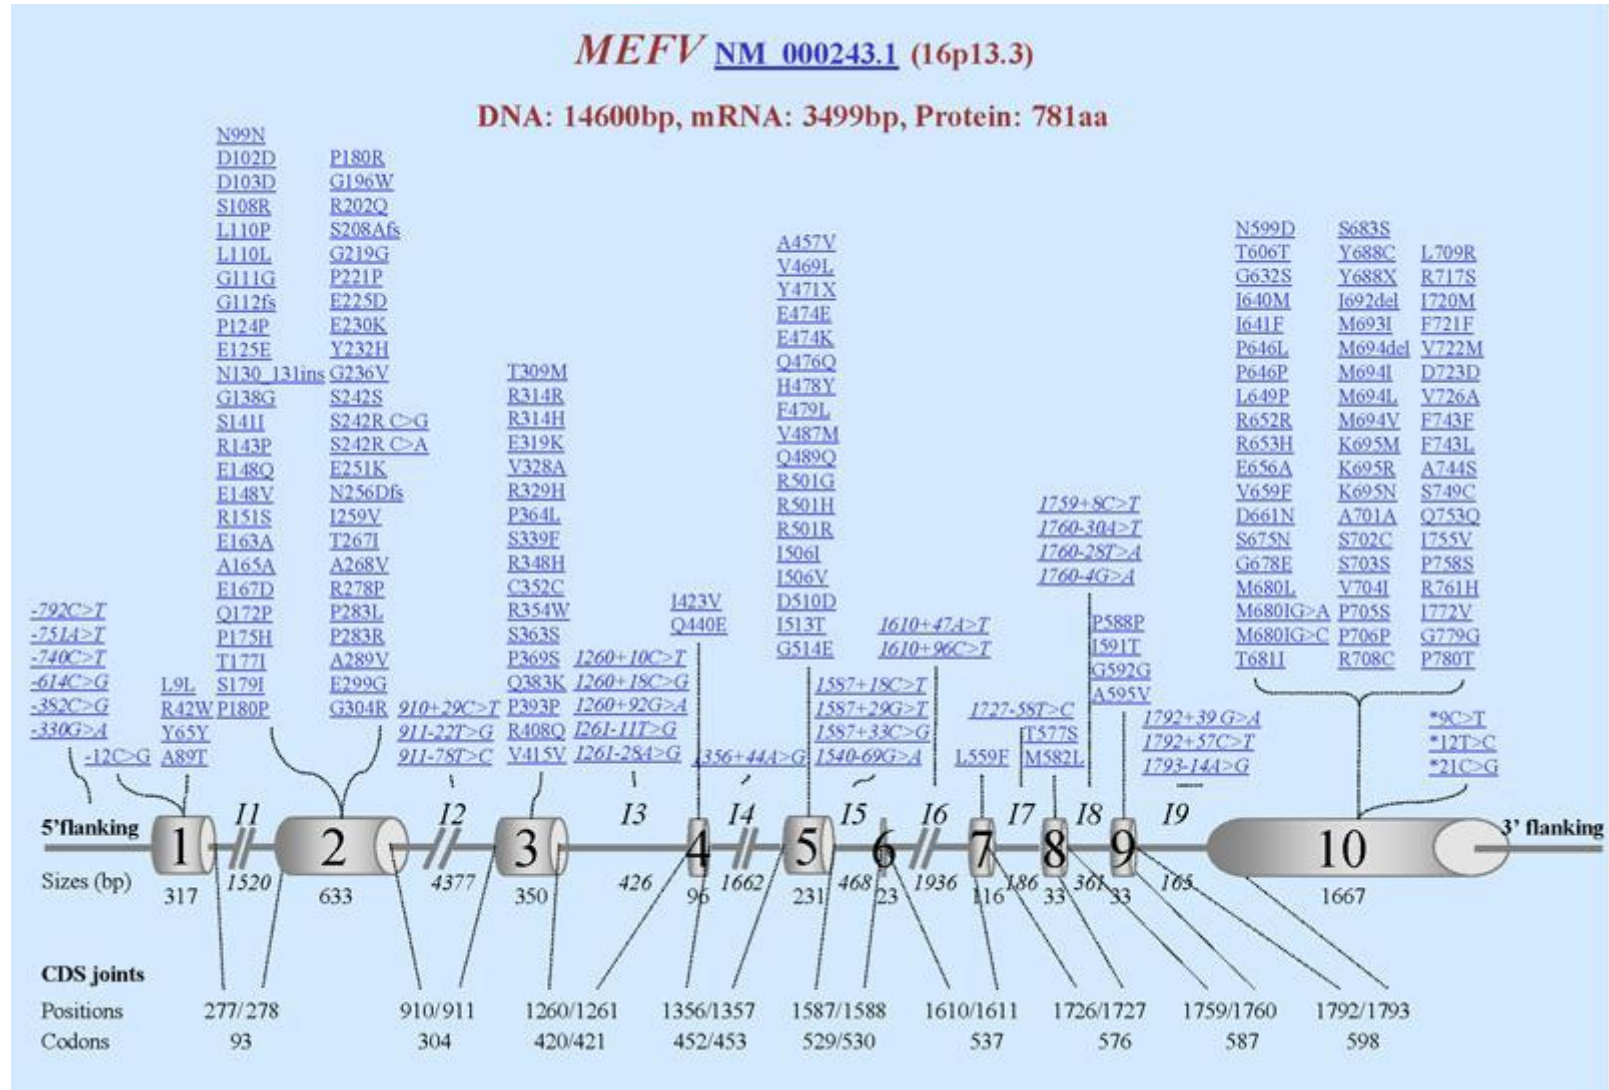 MEFV NM_000243.1 (16p13.3)
DNA: 14600bp, mRNA: 3499bp, Protein: 781aa
-792C>T
-751A>T
-740C>T
-614C>G
-382C>G
-330G>A
-12C>G
L9L
R42W
Y65Y
A89T
N99N
D102D
D103D
S108R
L110P
L110L
G111G
G112fs
P124P
E125E
N130_131ins
G138G
S141I
R143P
E148Q
E148V
R151S
E163A
A165A
E167D
Q172P
P175H
T177I
S179I
P180P
P180R
G196W
R202Q
S208Afs
G219G
P221P
E225D
E230K
Y232H
G236V
S242S
S242R C>G
S242R C>A
E251K
N256Dfs
I259V
T267I
A268V
R278P
P283L
P283R
A289V
E299G
G304R
910+29C>T
911-22T>G
911-78T>C
T309M
R314R
R314H
E319K
V328A
R329H
P364L
S339F
R348H
C352C
R354W
S363S
P369S
Q383K
P393P
R408Q
V415V
1260+10C>T
1260+18C>G
1260+92G>A
1261-11T>G
1261-28A>G
I423V
Q440E
1356+44A>G
A457V
V469L
Y471X
E474E
E474K
Q476Q
H478Y
F479L
V487M
Q489Q
R501G
R501H
R501R
I506I
I506V
D510D
I513T
G514E
1587+18C>T
1587+29G>T
1587+33C>G
1540-69G>A
1610+47A>T
1610+96C>T
L559F
1727-58T>C
T577S
M582L
1759+8C>T
1760-30A>T
1760-28T>A
1760-4G>A
P588P
I591T
G592G
A595V
1792+39 G>A
1792+57C>T
1793-14A>G
N599D
T606T
G632S
I640M
I641F
P646L
P646P
L649P
R652R
R653H
E656A
V659F
D661N
S675N
G678E
M680L
M680IG>A
M680IG>C
T681I
S683S
Y688C
Y688X
I692del
M693I
M694del
M694I
M694L
M694V
K695M
K695R
K695N
A701A
S702C
S703S
V704I
P705S
P706P
R708C
L709R
R717S
I720M
F721F
V722M
D723D
V726A
F743F
F743L
A744S
S749C
Q753Q
I755V
P758S
R761H
I772V
G779G
P780T
*9C>T
*12T>C
*21C>G
I1 I2 I3 I4 I5 I6 I7 I8 I9
5'flanking 1 2 3 4 5 6 7 8 9 10 3' flanking
Sizes (bp) 1520 4377 426 1662 468 1936 186 361 165
317 633 350 96 231 23 116 33 33 1667
CDS joints
Positions 277/278 910/911 1260/1261 1356/1357 1587/1588 1610/1611 1726/1727 1759/1760 1792/1793
Codons 93 304 420/421 452/453 529/530 537 576 587 598